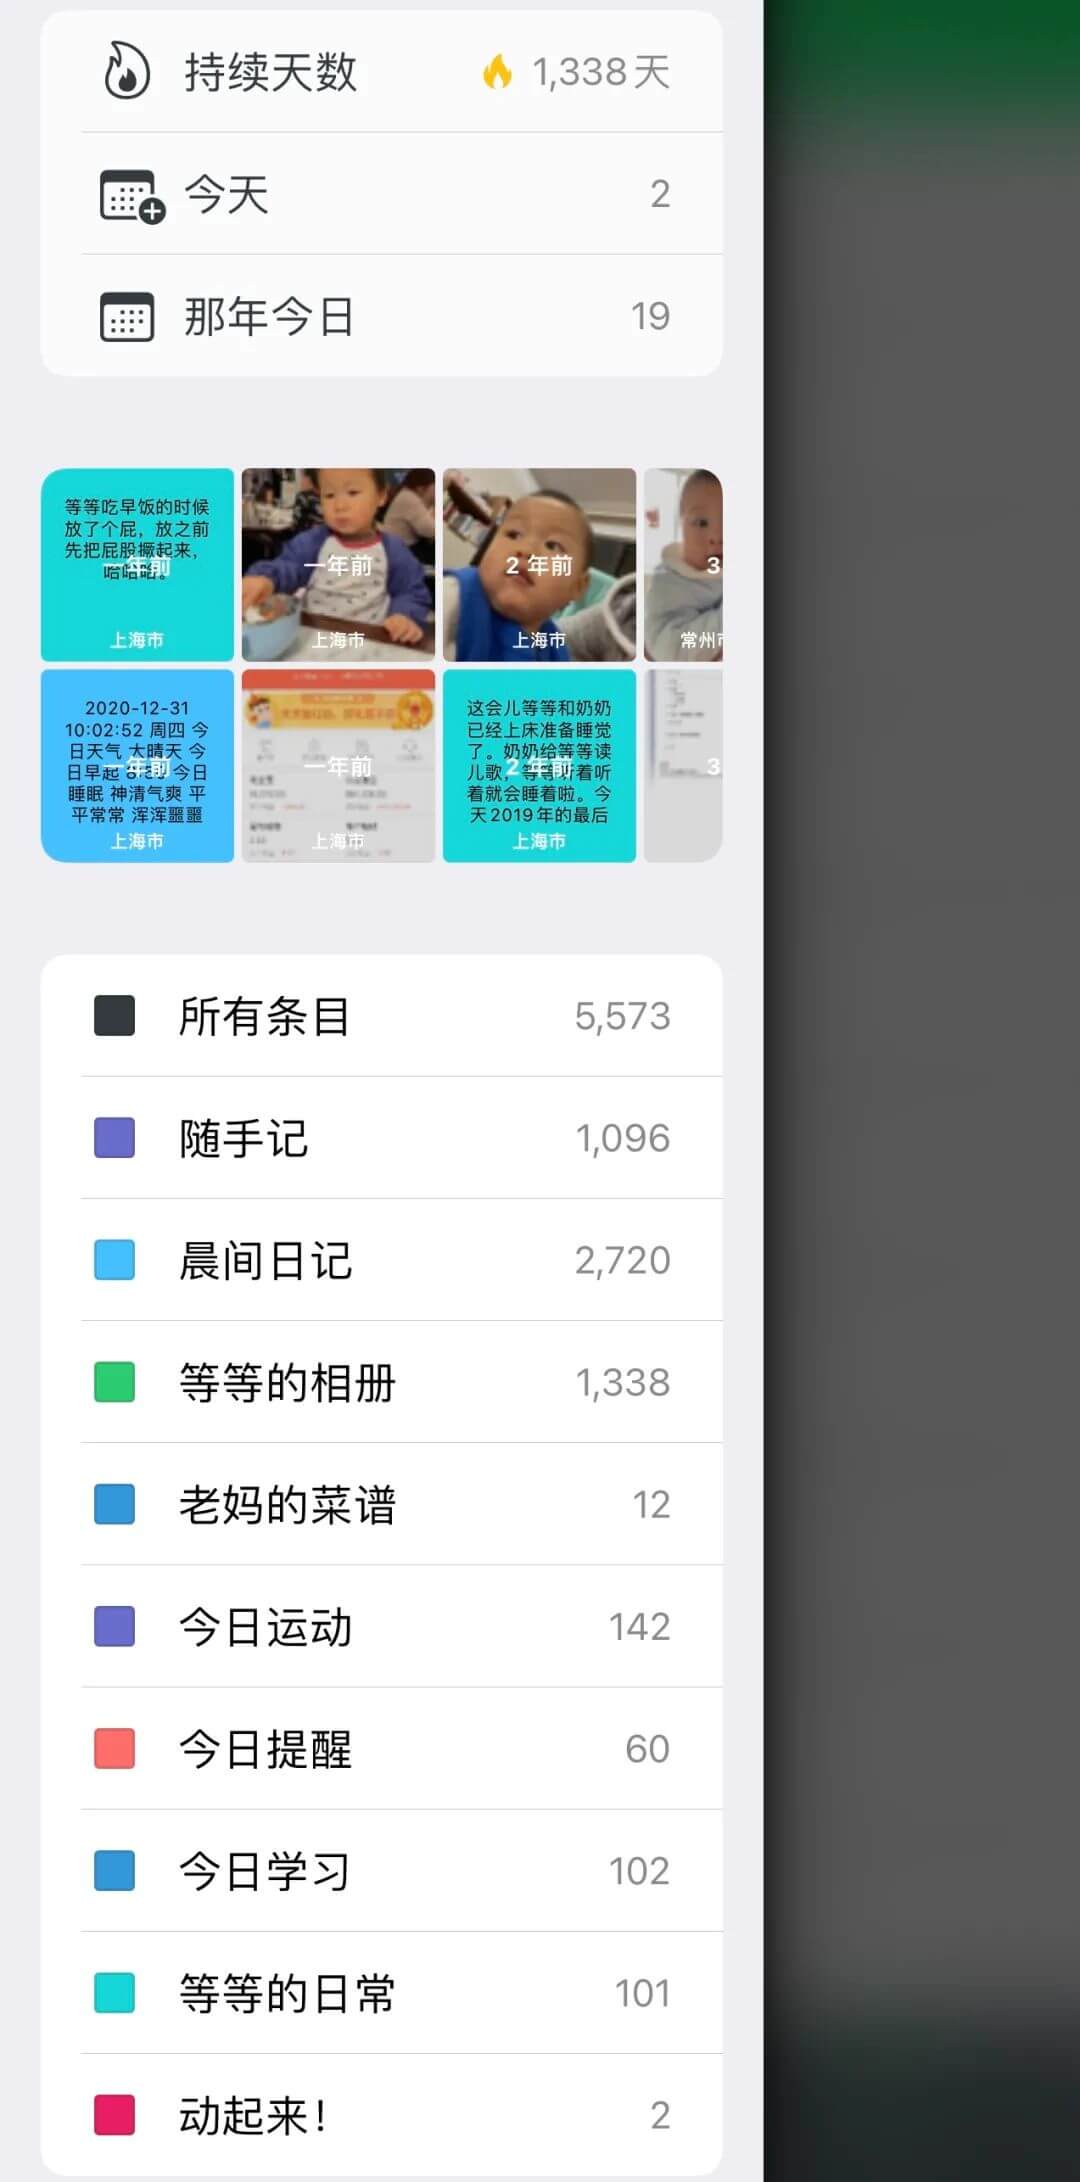 持续天数 1,338天
今天 2
那年今日 19
等等吃早饭的时候
放了个屁，放之前
先把屁股撅起来，
哈哈哈。
一年前
上海市
一年前
上海市
2 年前
上海市
3
常州市
2020-12-31
10:02:52 周四 今
日天气 大晴天 今
日早起 8:30 今日
睡眠 神清气爽 平
平常常 浑浑噩噩
一年前
上海市
一年前
上海市
这会儿等等和奶奶
已经上床准备睡觉
了。奶奶给等等读
儿歌，等等听着听
着就会睡着啦。今
天2019年的最后
2 年前
上海市
3
所有条目 5,573
随手记 1,096
晨间日记 2,720
等等的相册 1,338
老妈的菜谱 12
今日运动 142
今日提醒 60
今日学习 102
等等的日常 101
动起来！ 2